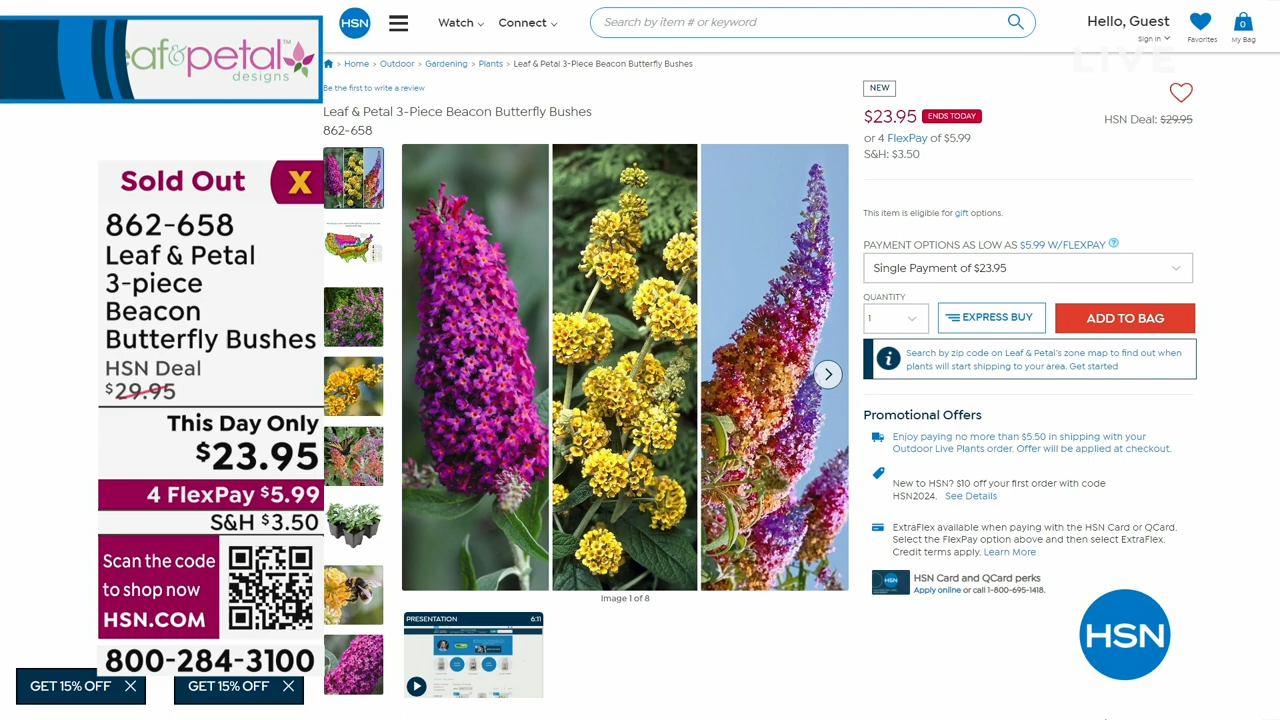 eaf&petal™
designs
HSN
Watch
Connect
Search by item # or keyword
Hello, Guest
Sign in
Favorites
0
My Bag
LIVE
> Home > Outdoor > Gardening > Plants > Leaf & Petal 3-Piece Beacon Butterfly Bushes
Be the first to write a review
Leaf & Petal 3-Piece Beacon Butterfly Bushes
862-658
Sold Out
X
862-658
Leaf & Petal
3-piece
Beacon
Butterfly Bushes
HSN Deal
$29.95
This Day Only
$23.95
4 FlexPay $5.99
S&H $3.50
Scan the code
to shop now
HSN.COM
800-284-3100
GET 15% OFF X
GET 15% OFF X
Image 1 of 8
PRESENTATION 6:11
NEW
$23.95 ENDS TODAY
HSN Deal: $29.95
or 4 FlexPay of $5.99
S&H: $3.50
This item is eligible for gift options.
PAYMENT OPTIONS AS LOW AS $5.99 W/FLEXPAY ?
Single Payment of $23.95
QUANTITY
1
EXPRESS BUY
ADD TO BAG
i
Search by zip code on Leaf & Petal's zone map to find out when
plants will start shipping to your area. Get started
Promotional Offers
Enjoy paying no more than $5.50 in shipping with your
Outdoor Live Plants order. Offer will be applied at checkout.
New to HSN? $10 off your first order with code
HSN2024. See Details
ExtraFlex available when paying with the HSN Card or QCard.
Select the FlexPay option above and then select ExtraFlex.
Credit terms apply. Learn More
HSN
HSN Card and QCard perks
Apply online or call 1-800-695-1418.
HSN